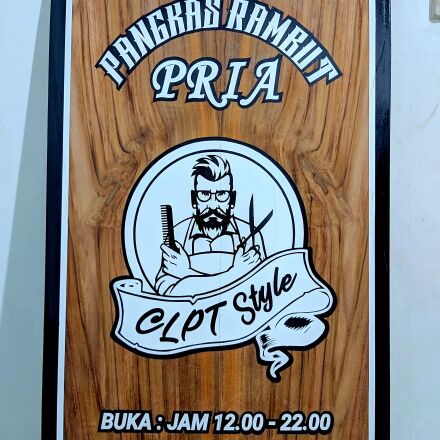 PANGKAS RAMBUT
PRIA
CLPT Style
BUKA : JAM 12.00 - 22.00